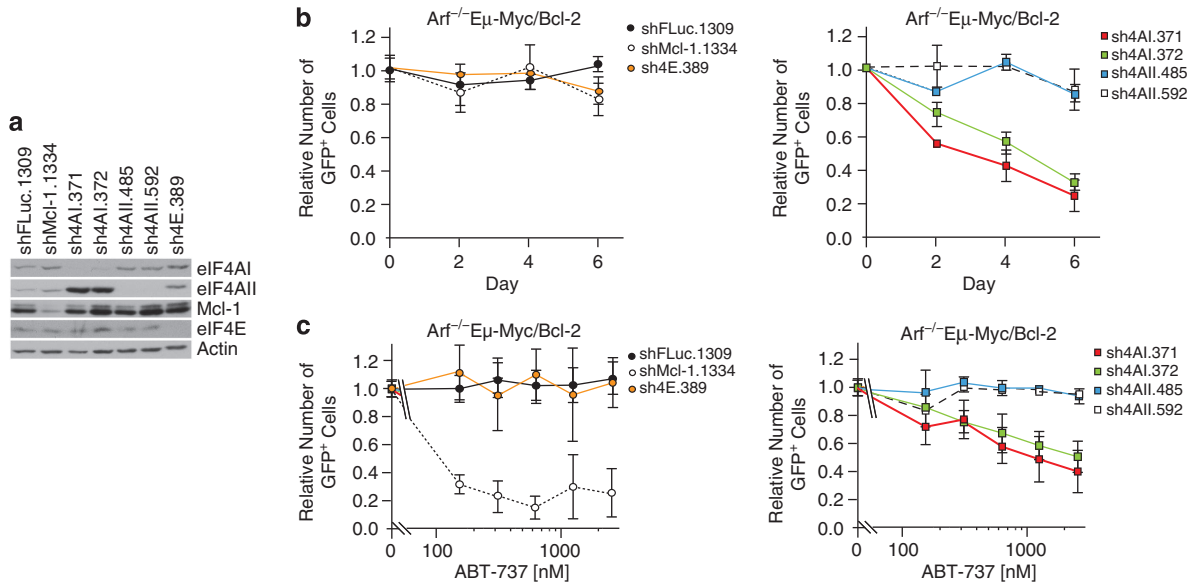 a
shFLuc.1309
shMcl-1.1334
sh4AI.371
sh4AI.372
sh4AII.485
sh4AII.592
sh4E.389
eIF4AI
eIF4AII
Mcl-1
eIF4E
Actin
b
Arf–/–Eμ-Myc/Bcl-2
Relative Number of
GFP+ Cells
1.2
1.0
0.8
0.6
0.4
0.2
0.0
0 2 4 6
Day
shFLuc.1309
shMcl-1.1334
sh4E.389
Arf–/–Eμ-Myc/Bcl-2
Relative Number of
GFP+ Cells
1.2
1.0
0.8
0.6
0.4
0.2
0.0
0 2 4 6
Day
sh4AI.371
sh4AI.372
sh4AII.485
sh4AII.592
c
Arf–/–Eμ-Myc/Bcl-2
Relative Number of
GFP+ Cells
1.2
1.0
0.8
0.6
0.4
0.2
0.0
0 100 1000
ABT-737 [nM]
shFLuc.1309
shMcl-1.1334
sh4E.389
Arf–/–Eμ-Myc/Bcl-2
Relative Number of
GFP+ Cells
1.2
1.0
0.8
0.6
0.4
0.2
0.0
0 100 1000
ABT-737 [nM]
sh4AI.371
sh4AI.372
sh4AII.485
sh4AII.592